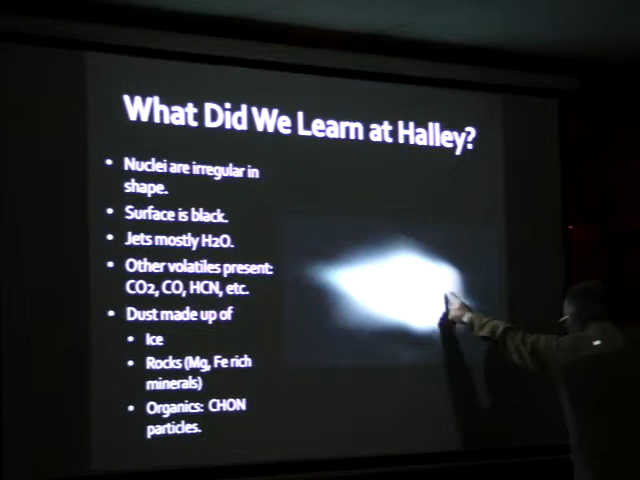 What Did We Learn at Halley?
• Nuclei are irregular in
shape.
• Surface is black.
• Jets mostly H2O.
• Other volatiles present:
CO2, CO, HCN, etc.
• Dust made up of
• Ice
• Rocks (Mg, Fe rich
minerals)
• Organics: CHON
particles.